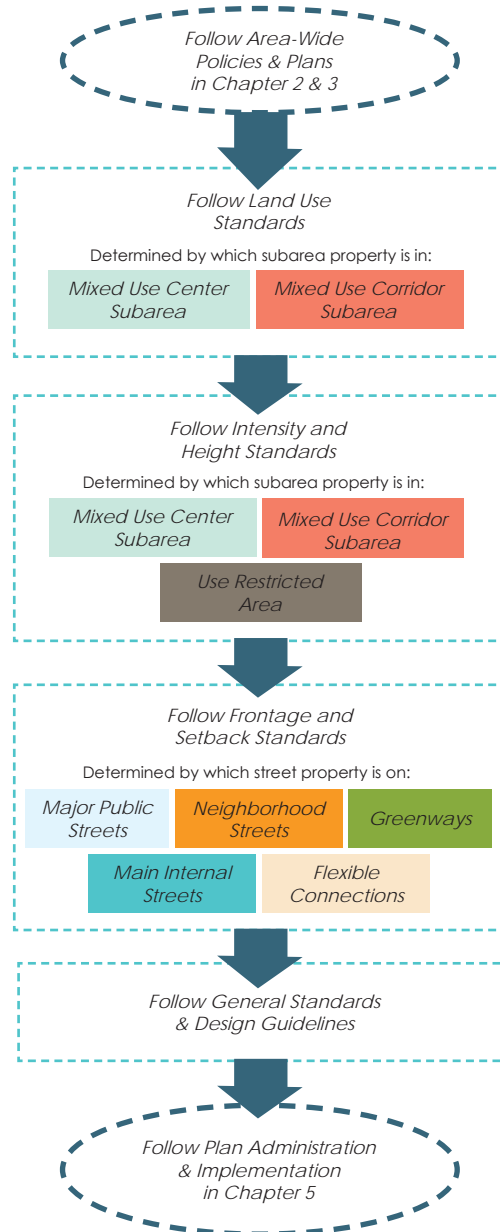 Follow Area-Wide
Policies & Plans
in Chapter 2 & 3
Follow Land Use
Standards
Determined by which subarea property is in:
Mixed Use Center
Subarea
Mixed Use Corridor
Subarea
Follow Intensity and
Height Standards
Determined by which subarea property is in:
Mixed Use Center
Subarea
Mixed Use Corridor
Subarea
Use Restricted
Area
Follow Frontage and
Setback Standards
Determined by which street property is on:
Major Public
Streets
Neighborhood
Streets
Greenways
Main Internal
Streets
Flexible
Connections
Follow General Standards
& Design Guidelines
Follow Plan Administration
& Implementation
in Chapter 5